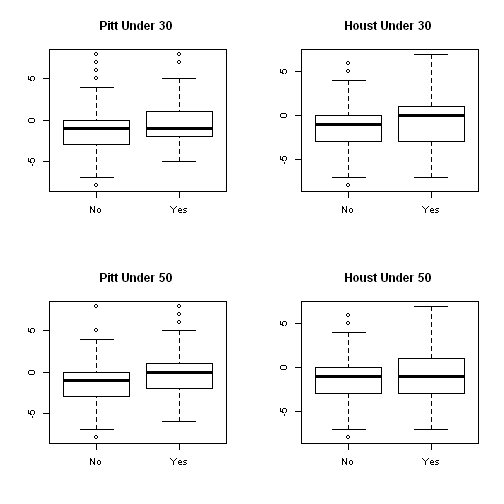 Pitt Under 30
5
0
-5
No Yes
Houst Under 30
5
0
-5
No Yes
Pitt Under 50
5
0
-5
No Yes
Houst Under 50
5
0
-5
No Yes